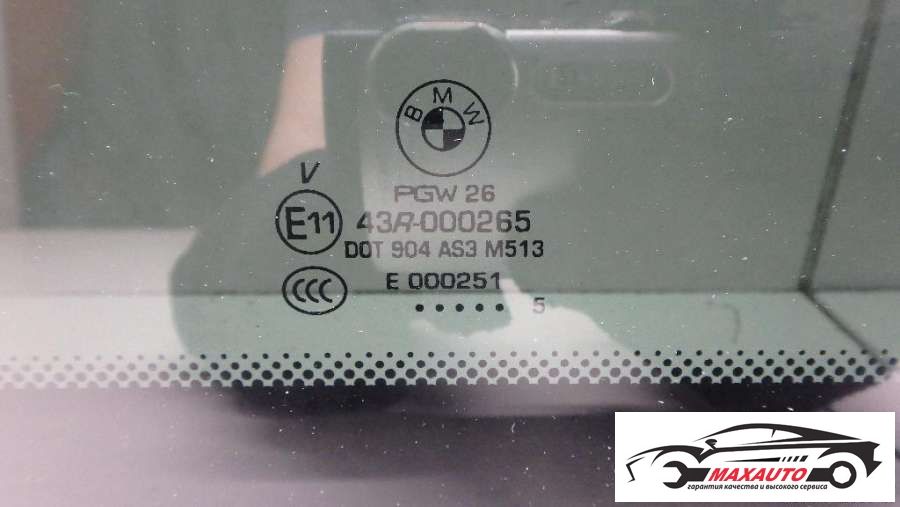 BMW
V
PGW 26
E11 43R-000265
DOT 904 AS3 M513
CCC E 000251
• • • • • 5
MAXAUTO
гарантия качества и высокого сервиса